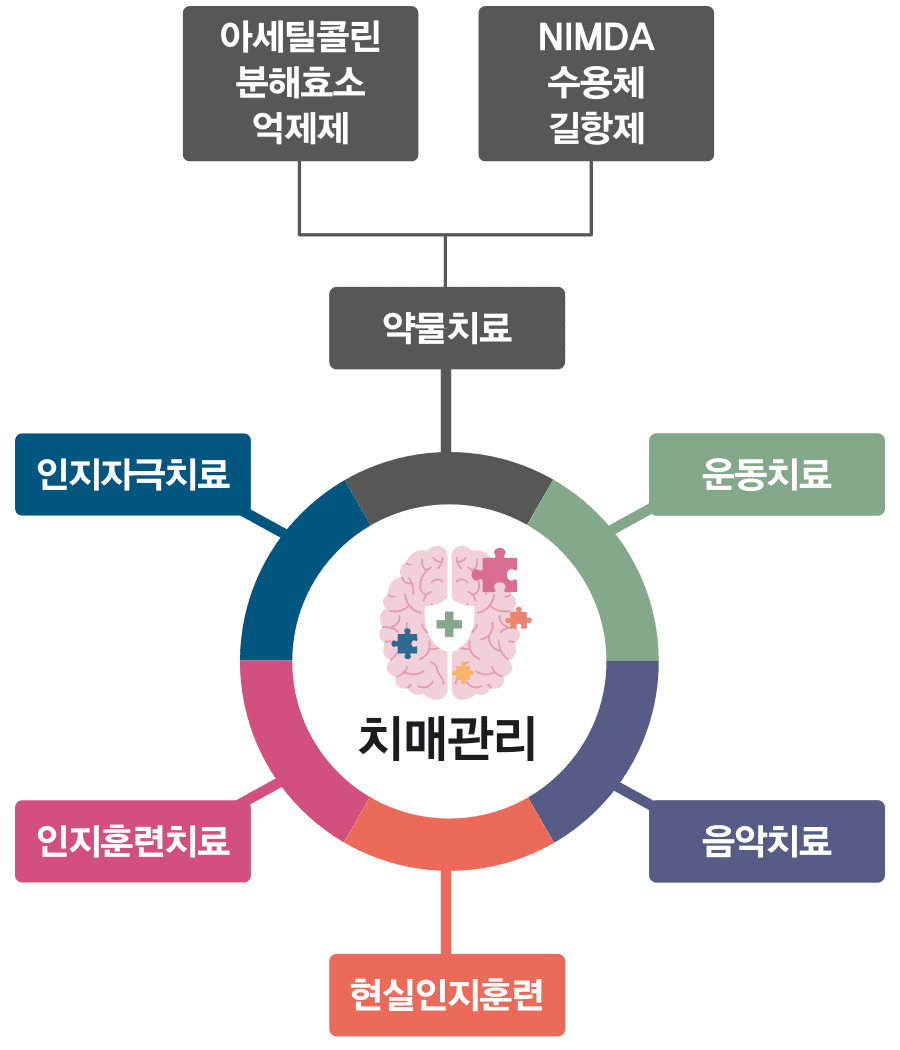 아세틸콜린
분해효소
억제제
NIMDA
수용체
길항제
약물치료
인지자극치료
운동치료
치매관리
인지훈련치료
음악치료
현실인지훈련